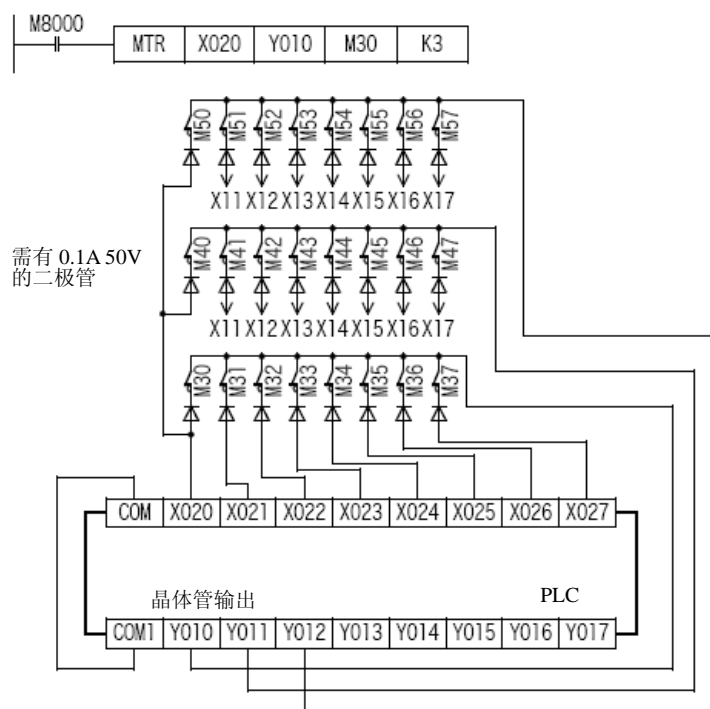 M8000
MTR X020 Y010 M30 K3
M50 M51 M52 M53 M54 M55 M56 M57
X11 X12 X13 X14 X15 X16 X17
需有 0.1A 50V
的二极管
M40 M41 M42 M43 M44 M45 M46 M47
X11 X12 X13 X14 X15 X16 X17
M30 M31 M32 M33 M34 M35 M36 M37
COM X020 X021 X022 X023 X024 X025 X026 X027
晶体管输出 PLC
COM1 Y010 Y011 Y012 Y013 Y014 Y015 Y016 Y017